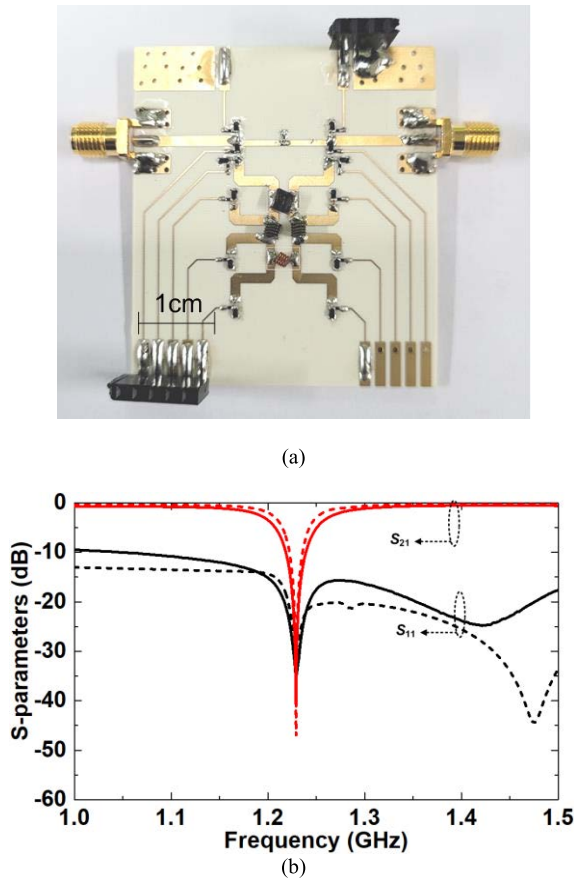 1cm
(a)
0
-10
-20
-30
-40
-50
-60
S-parameters (dB)
S21
S11
1.0 1.1 1.2 1.3 1.4 1.5
Frequency (GHz)
(b)